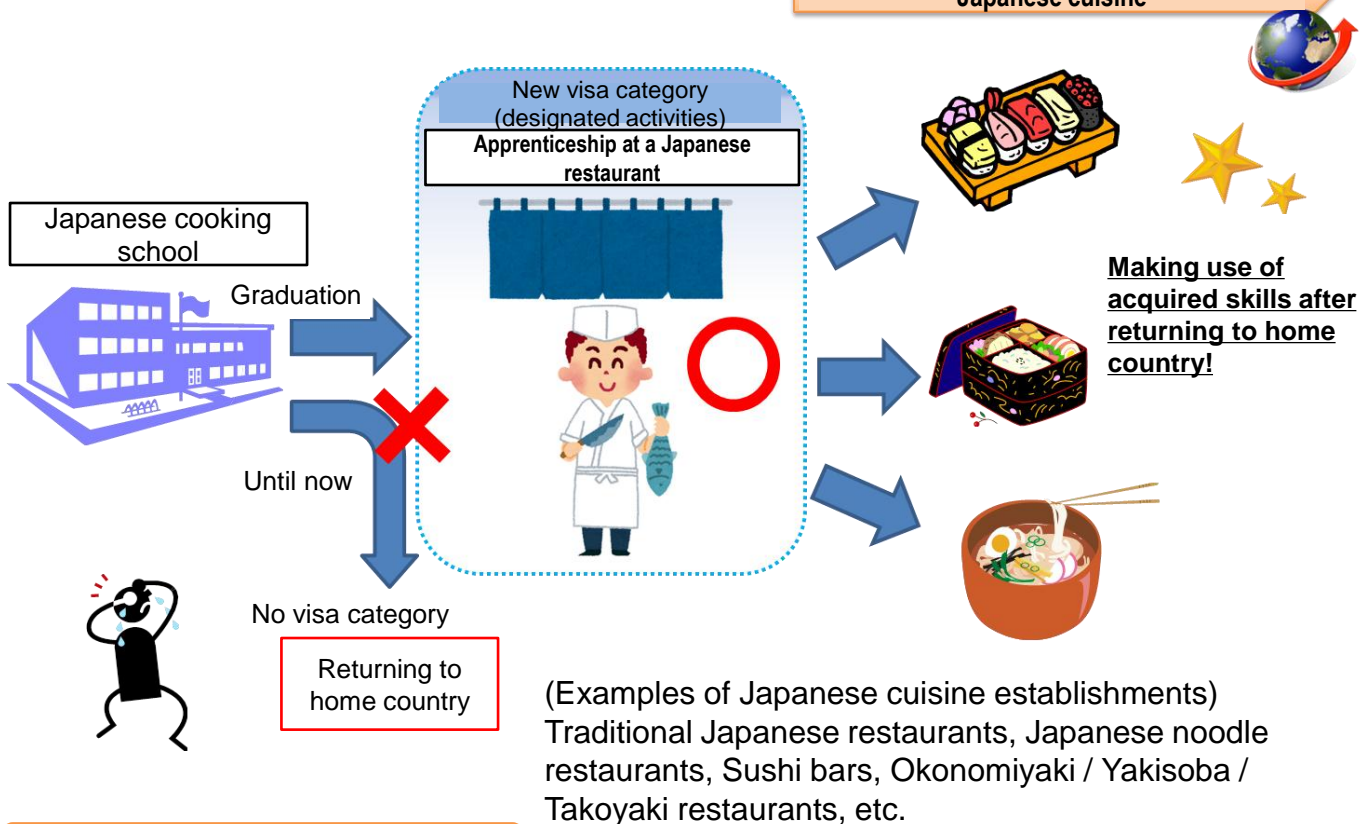 Japanese cuisine
New visa category
(designated activities)
Apprenticeship at a Japanese
restaurant
Japanese cooking
school
Graduation
Making use of
acquired skills after
returning to home
country!
Until now
No visa category
Returning to
home country
(Examples of Japanese cuisine establishments)
Traditional Japanese restaurants, Japanese noodle
restaurants, Sushi bars, Okonomiyaki / Yakisoba /
Takoyaki restaurants, etc.